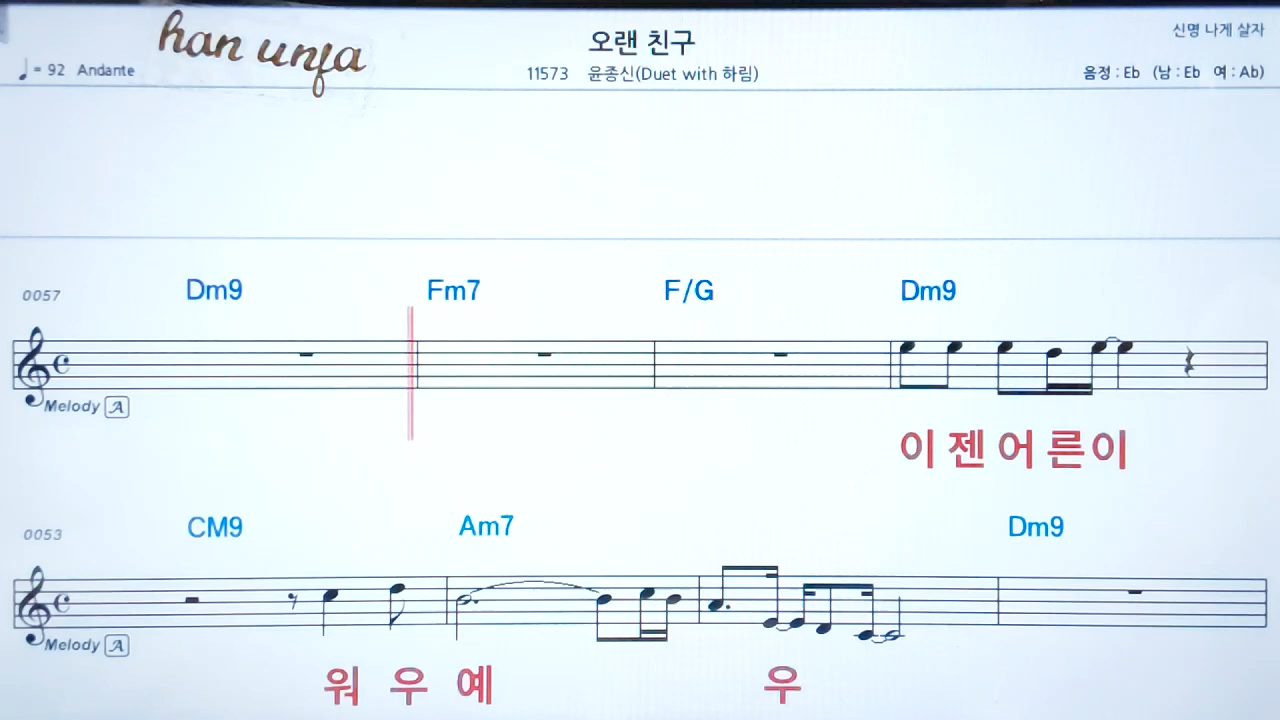 han unja
오랜 친구
신명 나게 살자
♩ = 92 Andante
11573 윤종신(Duet with 하림)
음정 : Eb (남 : Eb 여 : Ab)
0057 Dm9 Fm7 F/G Dm9
Melody A
이 젠 어 른이
0053 CM9 Am7 Dm9
Melody A
워 우 예 우